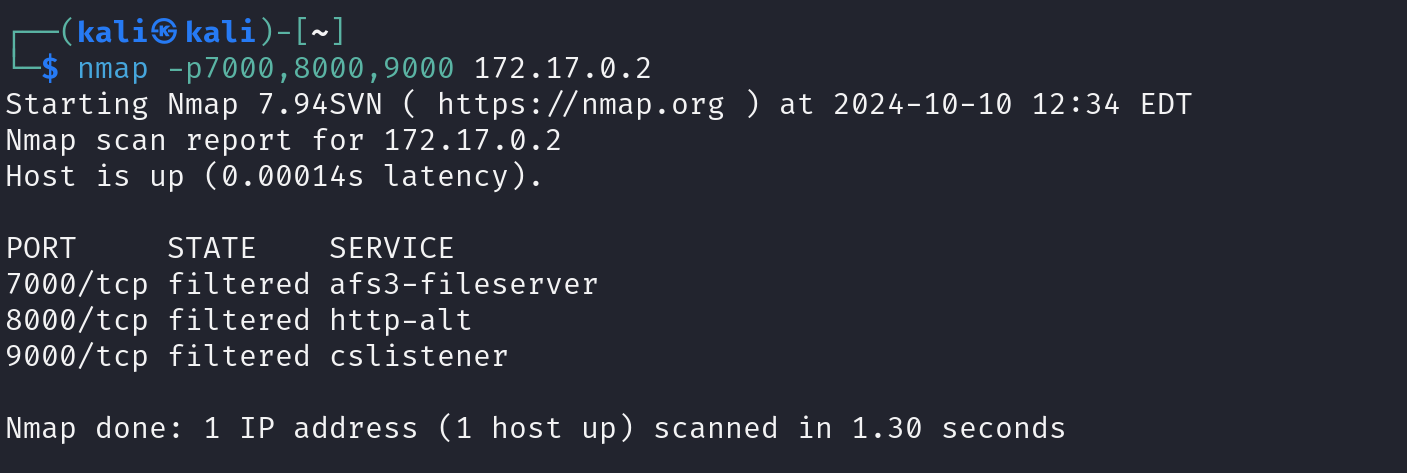 ┌──(kali㉿kali)-[~]
└─$ nmap -p7000,8000,9000 172.17.0.2
Starting Nmap 7.94SVN ( https://nmap.org ) at 2024-10-10 12:34 EDT
Nmap scan report for 172.17.0.2
Host is up (0.00014s latency).

PORT     STATE    SERVICE
7000/tcp filtered afs3-fileserver
8000/tcp filtered http-alt
9000/tcp filtered cslistener

Nmap done: 1 IP address (1 host up) scanned in 1.30 seconds